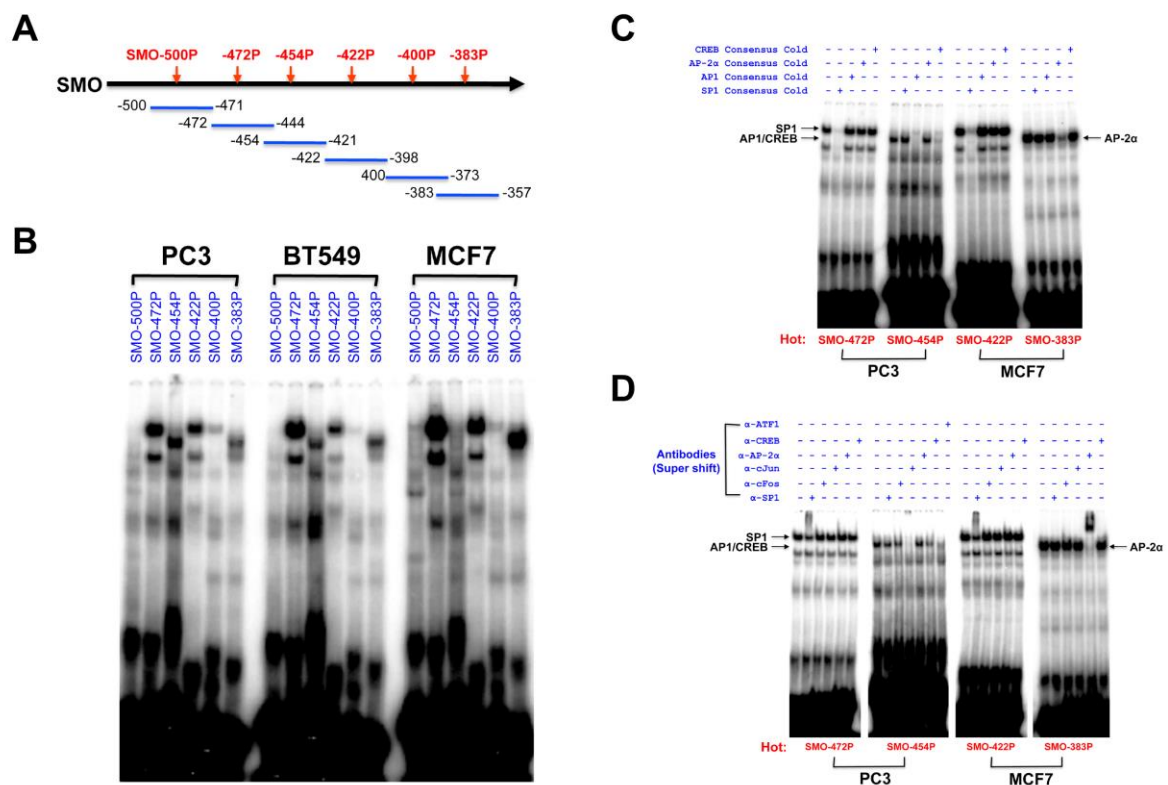 A
SMO-500P -472P -454P -422P -400P -383P
SMO
-500 -471
-472 -444
-454 -421
-422 -398
400 -373
-383 -357
B
PC3 BT549 MCF7
SMO-500P SMO-472P SMO-454P SMO-422P SMO-400P SMO-383P SMO-500P SMO-472P SMO-454P SMO-422P SMO-400P SMO-383P SMO-500P SMO-472P SMO-454P SMO-422P SMO-400P SMO-383P
C
CREB Consensus Cold - - - - + - - - - + - - - - + - - - - +
AP-2α Consensus Cold - - - + - - - - + - - - - + - - - - + -
AP1 Consensus Cold - - + - - - - + - - - - + - - - - + - -
SP1 Consensus Cold - + - - - - + - - - - + - - - - + - - -
SP1
AP1/CREB
AP-2α
Hot: SMO-472P SMO-454P SMO-422P SMO-383P
PC3 MCF7
D
Antibodies
(Super shift)
α-ATF1 - - - - - - - - - - - - + - - - - - - - - - - - -
α-CREB - - - - - + - - - - - + - - - - - - + - - - - - +
α-AP-2α - - - - + - - - - - + - - - - - - + - - - - - + -
α-cJun - - - + - - - - - + - - - - - - + - - - - - + - -
α-cFos - - + - - - - - + - - - - - - + - - - - - + - - -
α-SP1 - + - - - - - + - - - - - - + - - - - - + - - - -
SP1
AP1/CREB
AP-2α
Hot: SMO-472P SMO-454P SMO-422P SMO-383P
PC3 MCF7